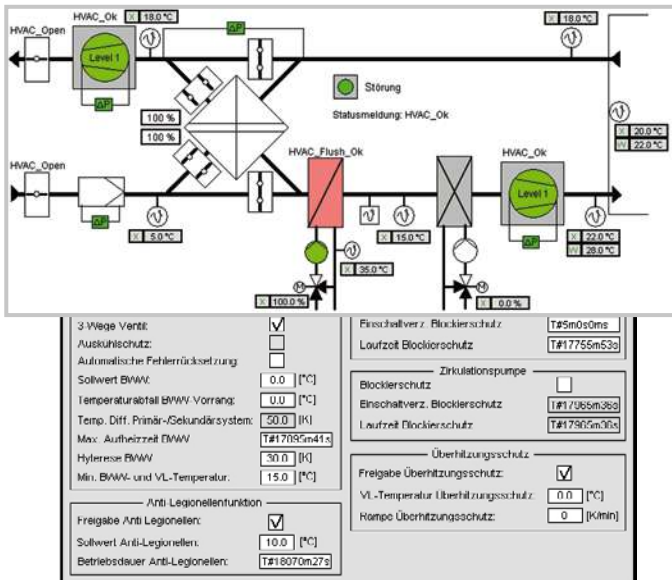 HVAC_Ok X 18.0 °C
HVAC_Open
Level 1
ΔP
ΔP
X 18.0 °C
Störung
Statusmeldung: HVAC_Ok
100 %
100 %
X 20.0 °C
W 22.0 °C
HVAC_Open
HVAC_Flush_Ok
HVAC_Ok
Level 1
ΔP
ΔP
X 5.0 °C
X 15.0 °C
X 22.0 °C
W 28.0 °C
X 35.0 °C
M
X 100.0 %
M
X 0.0 %
3-Wege Ventil:
Auskühlschutz:
Automatische Fehlerrücksetzung:
Sollwert BWW: 0.0 [°C]
Temperaturabfall BWW-Vorrang: 0.0 [°C]
Temp. Diff. Primär-/Sekundärsystem: 50.0 [K]
Max. Aufheizzeit BWW T#17095m41s
Hyterese BWW 30.0 [K]
Min. BWW- und VL-Temperatur: 15.0 [°C]
Anti Legionellenfunktion
Freigabe Anti Legionellen:
Sollwert Anti-Legionellen: 10.0 [°C]
Betriebsdauer Anti-Legionellen: T#18070m27s
Einschaltverz. Blockierschutz T#5m0s0ms
Laufzeit Blockierschutz T#17755m53s
Zirkulationspumpe
Blockierschutz
Einschaltverz. Blockierschutz T#17965m36s
Laufzeit Blockierschutz T#17965m36s
Überhitzungsschutz
Freigabe Überhitzungsschutz:
VL-Temperatur Überhitzungsschutz: 0.0 [°C]
Rampe Überhitzungsschutz: 0 [K/min]